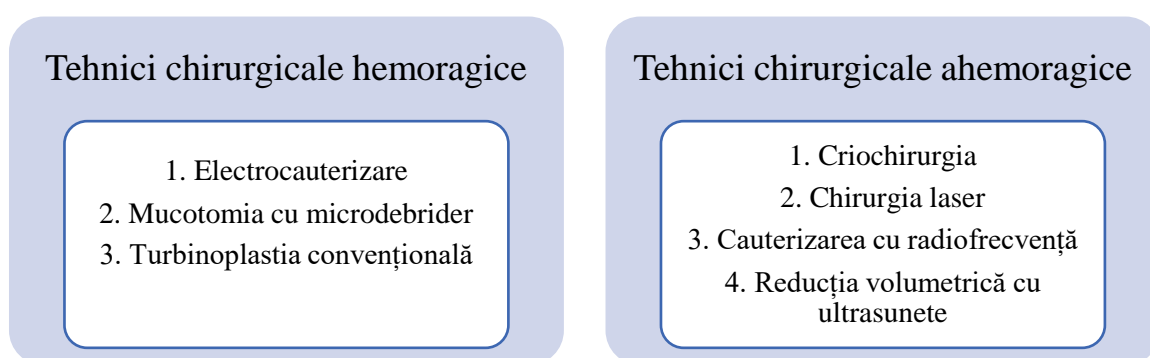 Tehnici chirurgicale hemoragice
1. Electrocauterizare
2. Mucotomia cu microdebrider
3. Turbinoplastia convențională
Tehnici chirurgicale ahemoragice
1. Criochirurgia
2. Chirurgia laser
3. Cauterizarea cu radiofrecvență
4. Reducția volumetrică cu
ultrasunete